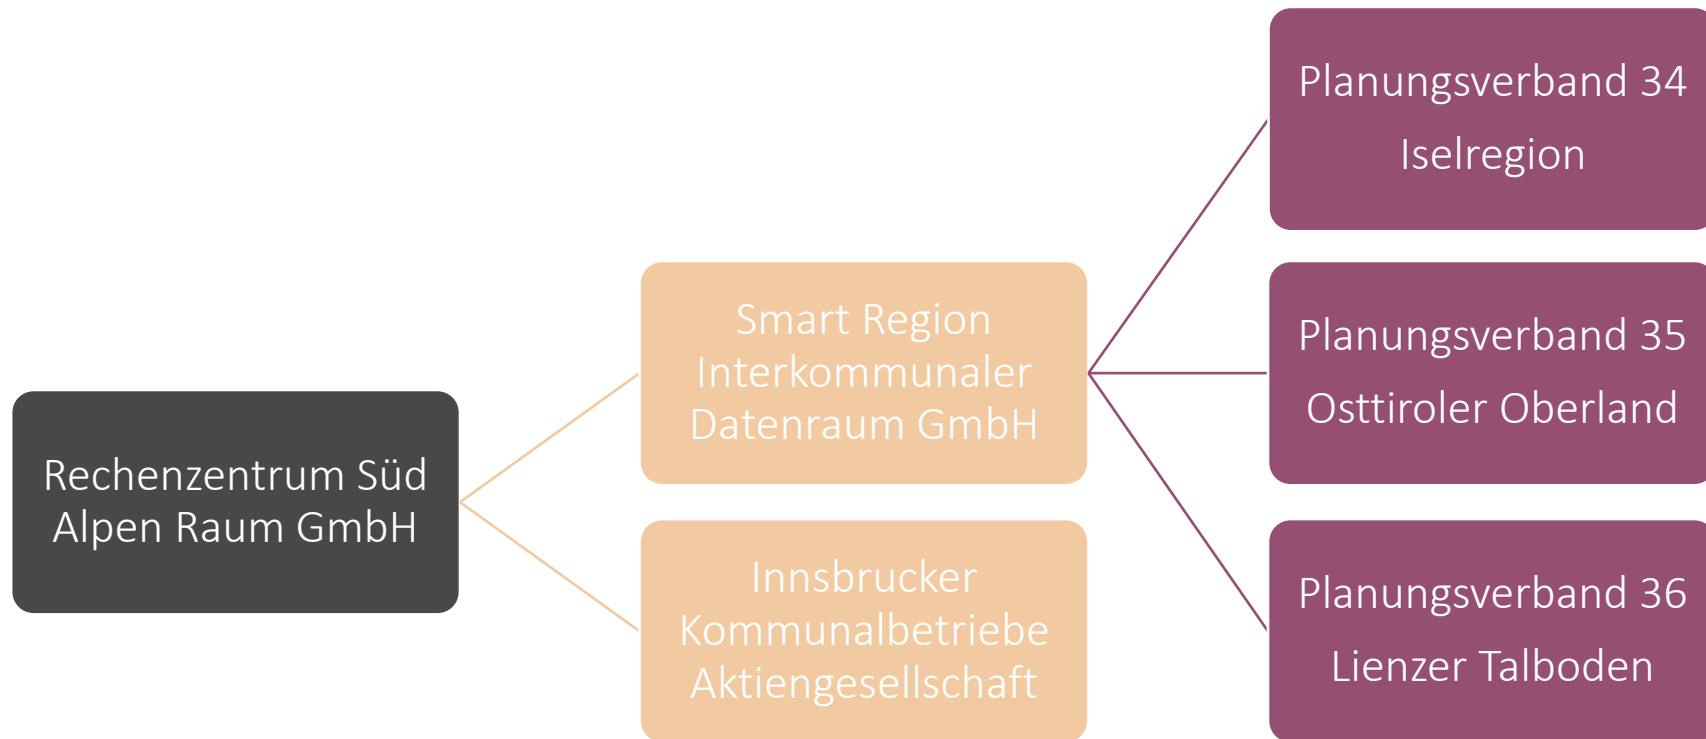 Rechenzentrum Süd
Alpen Raum GmbH
Smart Region
Interkommunaler
Datenraum GmbH
Innsbrucker
Kommunalbetriebe
Aktiengesellschaft
Planungsverband 34
Iselregion
Planungsverband 35
Osttiroler Oberland
Planungsverband 36
Lienzer Talboden